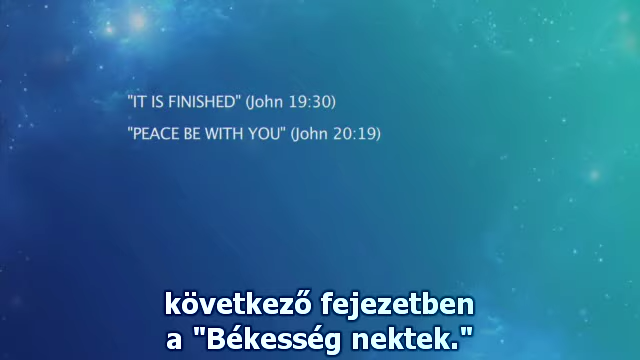 "IT IS FINISHED" (John 19:30)
"PEACE BE WITH YOU" (John 20:19)
következő fejezetben
a "Békesség nektek."